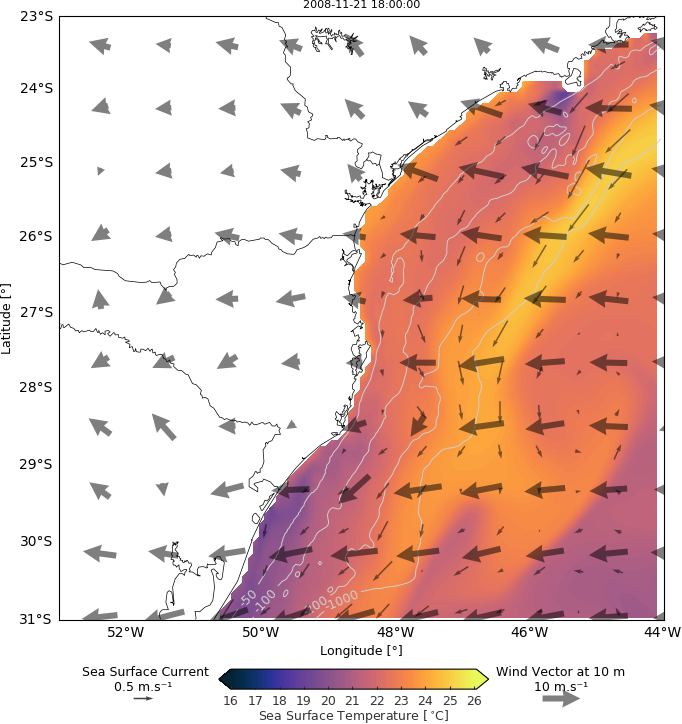 2008-11-21 18:00:00
23°S
24°S
25°S
26°S
27°S
28°S
29°S
30°S
31°S
Latitude [°]
-50
-100
-1000
52°W
50°W
48°W
46°W
44°W
Longitude [°]
Sea Surface Current
0.5 m.s⁻¹
Wind Vector at 10 m
10 m.s⁻¹
16 17 18 19 20 21 22 23 24 25 26
Sea Surface Temperature [°C]